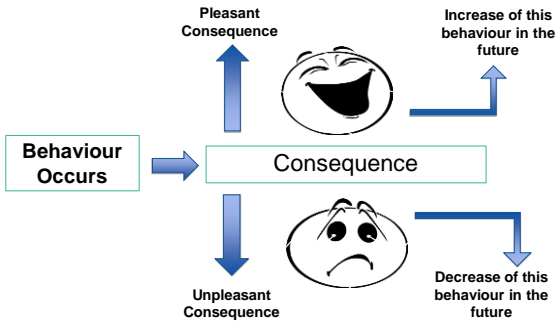 Pleasant
Consequence
Increase of this
behaviour in the
future
Behaviour
Occurs
Consequence
Unpleasant
Consequence
Decrease of this
behaviour in the
future